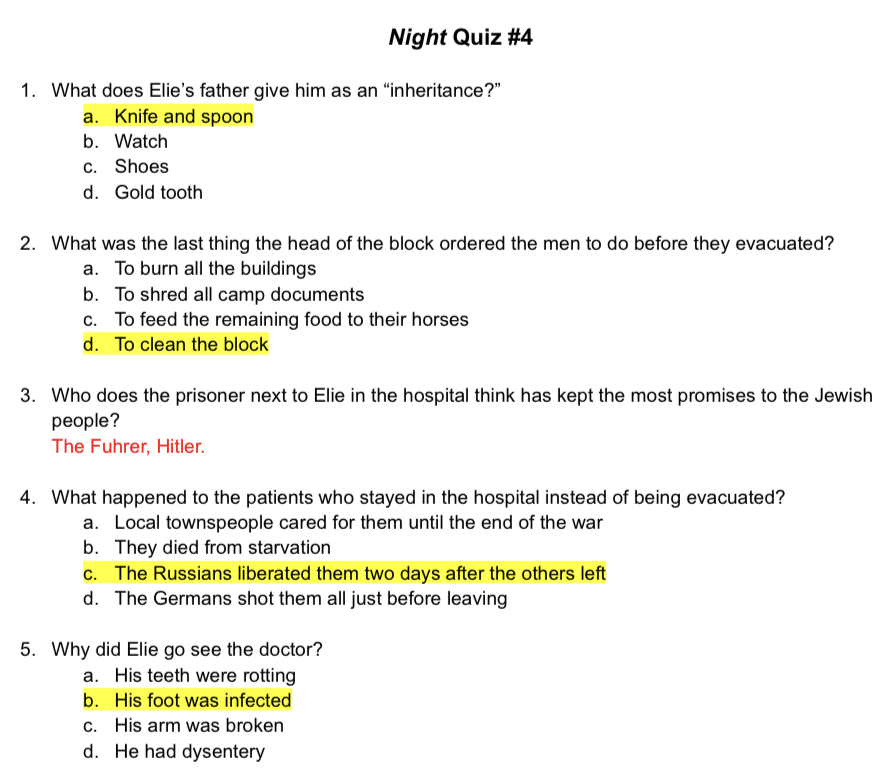 Night Quiz #4
1. What does Elie’s father give him as an “inheritance?”
a. Knife and spoon
b. Watch
c. Shoes
d. Gold tooth
2. What was the last thing the head of the block ordered the men to do before they evacuated?
a. To burn all the buildings
b. To shred all camp documents
c. To feed the remaining food to their horses
d. To clean the block
3. Who does the prisoner next to Elie in the hospital think has kept the most promises to the Jewish
people?
The Fuhrer, Hitler.
4. What happened to the patients who stayed in the hospital instead of being evacuated?
a. Local townspeople cared for them until the end of the war
b. They died from starvation
c. The Russians liberated them two days after the others left
d. The Germans shot them all just before leaving
5. Why did Elie go see the doctor?
a. His teeth were rotting
b. His foot was infected
c. His arm was broken
d. He had dysentery